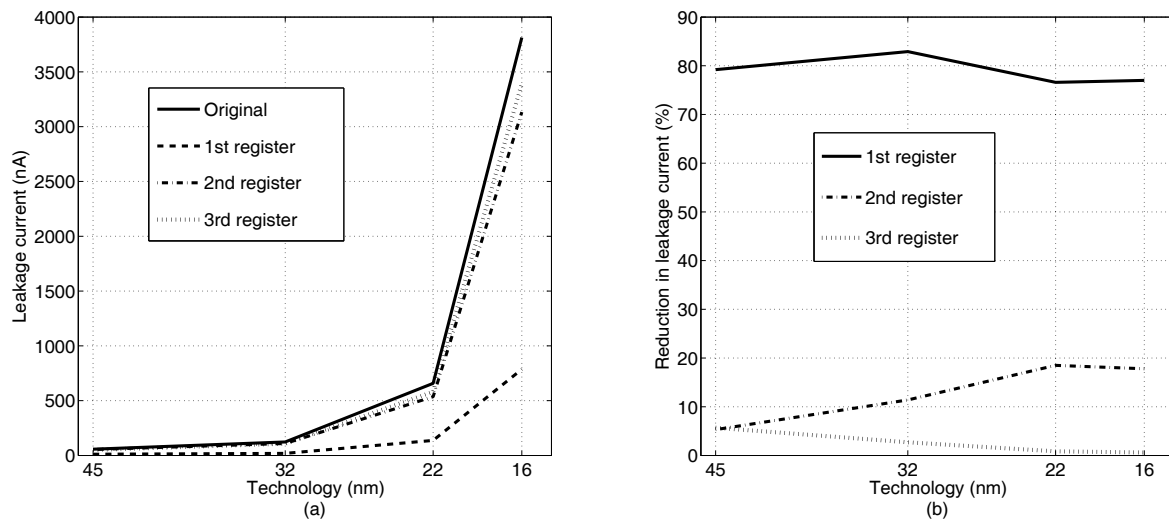 4000
3500
3000
2500
2000
1500
1000
500
0
Leakage current (nA)
Original
1st register
2nd register
3rd register
45
32
22
16
Technology (nm)
(a)
90
80
70
60
50
40
30
20
10
0
Reduction in leakage current (%)
1st register
2nd register
3rd register
45
32
22
16
Technology (nm)
(b)